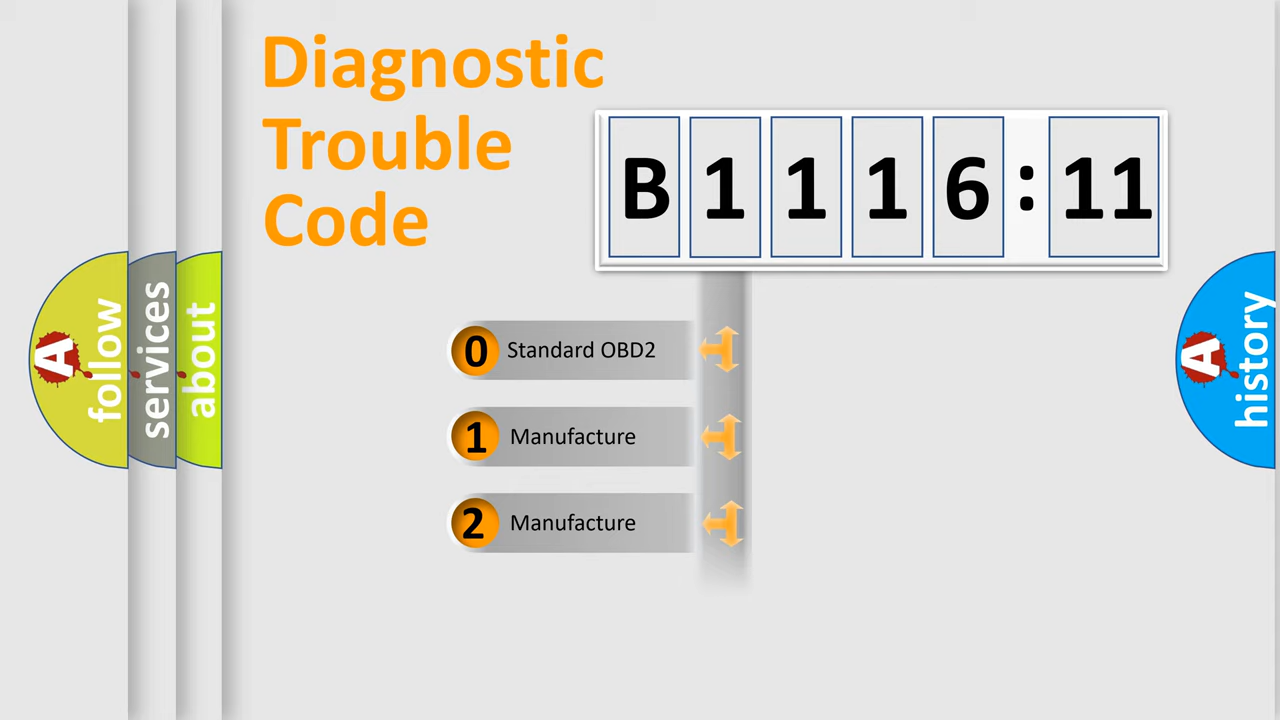 Diagnostic
Trouble
Code
B 1 1 1 6 : 11
0 Standard OBD2
1 Manufacture
2 Manufacture
A follow
services
about
A history